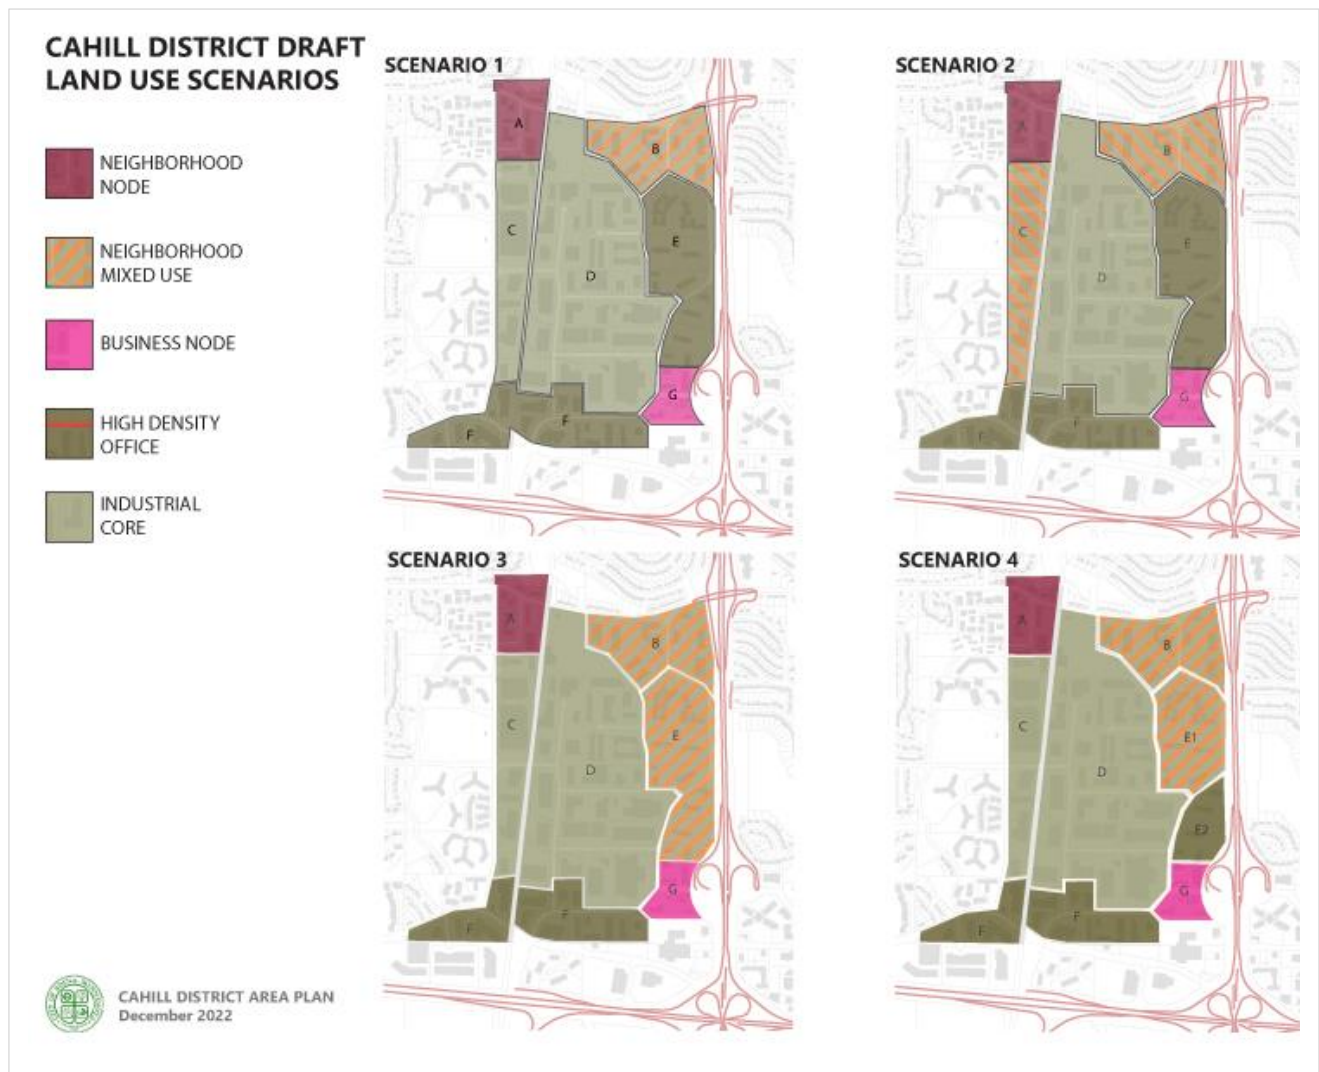 CAHILL DISTRICT DRAFT
LAND USE SCENARIOS
NEIGHBORHOOD
NODE
NEIGHBORHOOD
MIXED USE
BUSINESS NODE
HIGH DENSITY
OFFICE
INDUSTRIAL
CORE
SCENARIO 1
A
B
C
E
D
G
F
F
SCENARIO 2
A
B
C
E
D
G
F
F
SCENARIO 3
A
B
C
E
D
G
F
F
SCENARIO 4
A
B
C
E1
D
E2
G
F
F
CAHILL DISTRICT AREA PLAN
December 2022